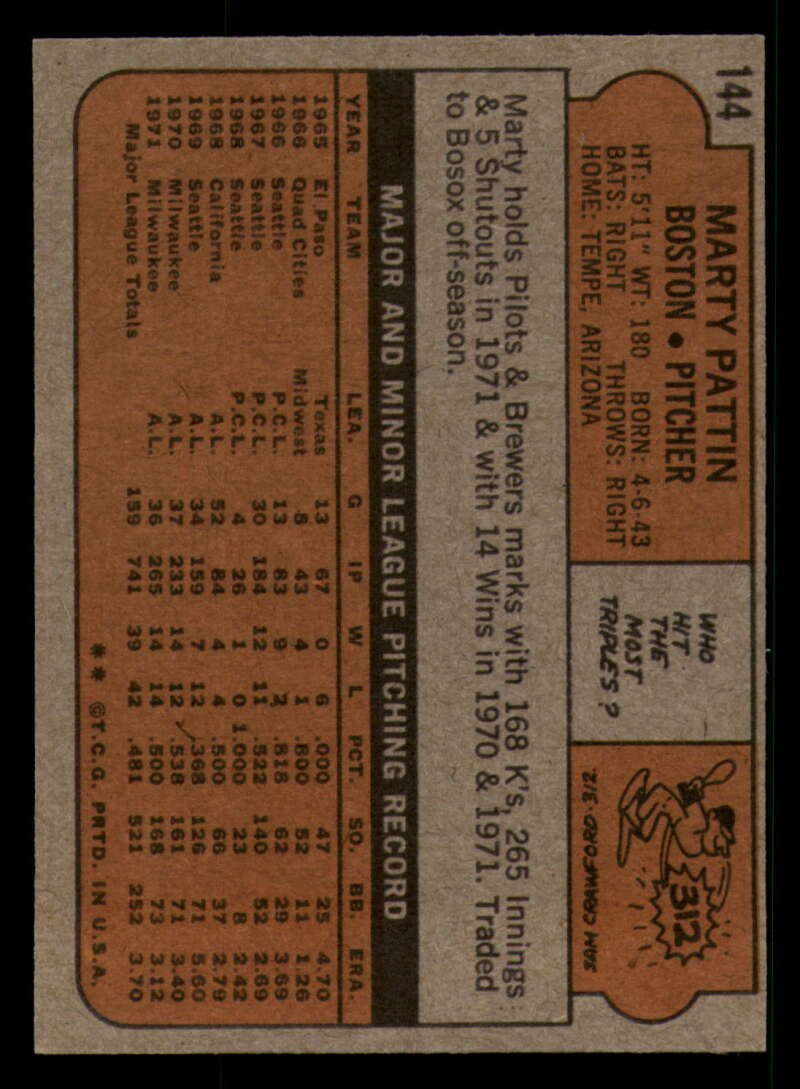 144
MARTY PATTIN
BOSTON • PITCHER
HT: 5'11" WT: 180 BORN: 4-6-43
BATS: RIGHT THROWS: RIGHT
HOME: TEMPE, ARIZONA
WHO
HIT
THE
MOST
TRIPLES?
312
SAM CRAWFORD. 312.
Marty holds Pilots & Brewers marks with 168 K's, 265 Innings
& 5 Shutouts in 1971 & with 14 Wins in 1970 & 1971. Traded
to Bosox off-season.
MAJOR AND MINOR LEAGUE PITCHING RECORD
YEAR TEAM LEA. G IP W L PCT. SO. BB. ERA.
1965 El Paso Texas 13 67 0 6 .000 47 25 4.70
1966 Quad Cities Midwest 5 43 4 1 .800 52 11 1.26
1966 Seattle P.C.L. 13 83 9 2 .818 62 29 3.69
1967 Seattle P.C.L. 30 184 12 11 .522 140 52 2.69
1968 Seattle P.C.L. 4 26 1 0 1.000 23 8 2.42
1968 California A.L. 52 84 4 4 .500 66 37 2.79
1969 Seattle A.L. 34 159 7 12 .368 126 71 5.60
1970 Milwaukee A.L. 37 233 14 12 .538 161 71 3.40
1971 Milwaukee A.L. 36 265 14 14 .500 168 73 3.12
Major League Totals 159 741 39 42 .481 521 252 3.70
** ©T.C.G. PRTD. IN U.S.A.